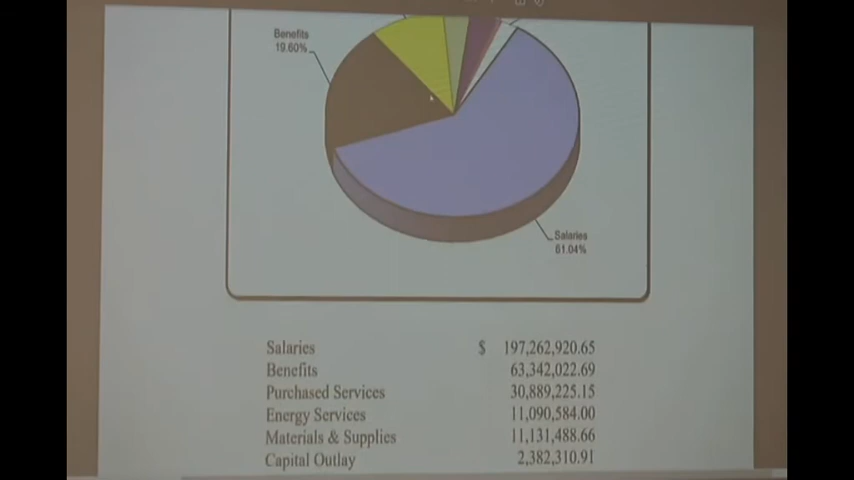 Benefits
19.60%
Salaries
61.04%
Salaries $ 197,262,920.65
Benefits 63,342,022.69
Purchased Services 30,889,225.15
Energy Services 11,090,584.00
Materials & Supplies 11,131,488.66
Capital Outlay 2,382,310.91